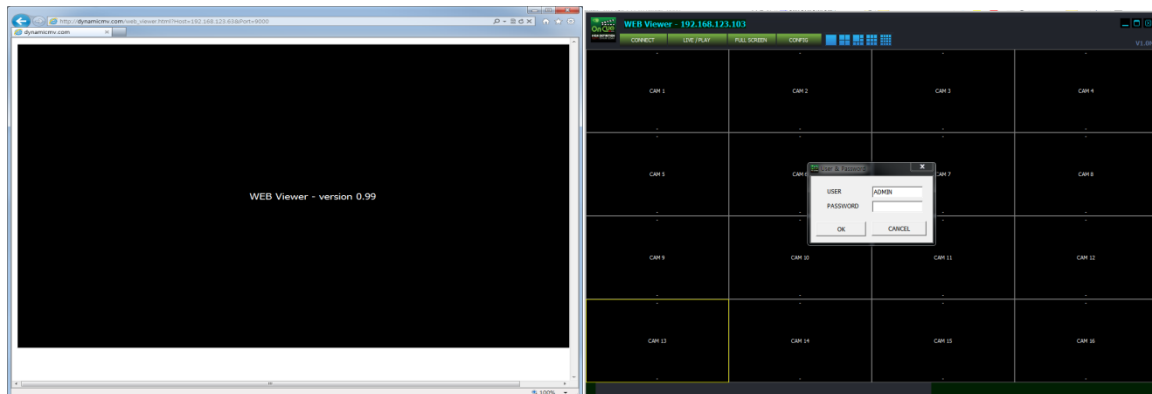 http://dynamicmv.com/web_viewer.html?Host=192.168.123.63&Port=9000
dynamicmv.com
WEB Viewer - version 0.99
100%
On Cue
WEB Viewer - 192.168.123.103
CONNECT LIVE / PLAY FULL SCREEN CONFIG
CAM 1 CAM 2 CAM 3 CAM 4
CAM 5 CAM 7 CAM 8
User & Password
USER ADMIN
PASSWORD
OK CANCEL
CAM 9 CAM 10 CAM 11 CAM 12
CAM 13 CAM 14 CAM 15 CAM 16